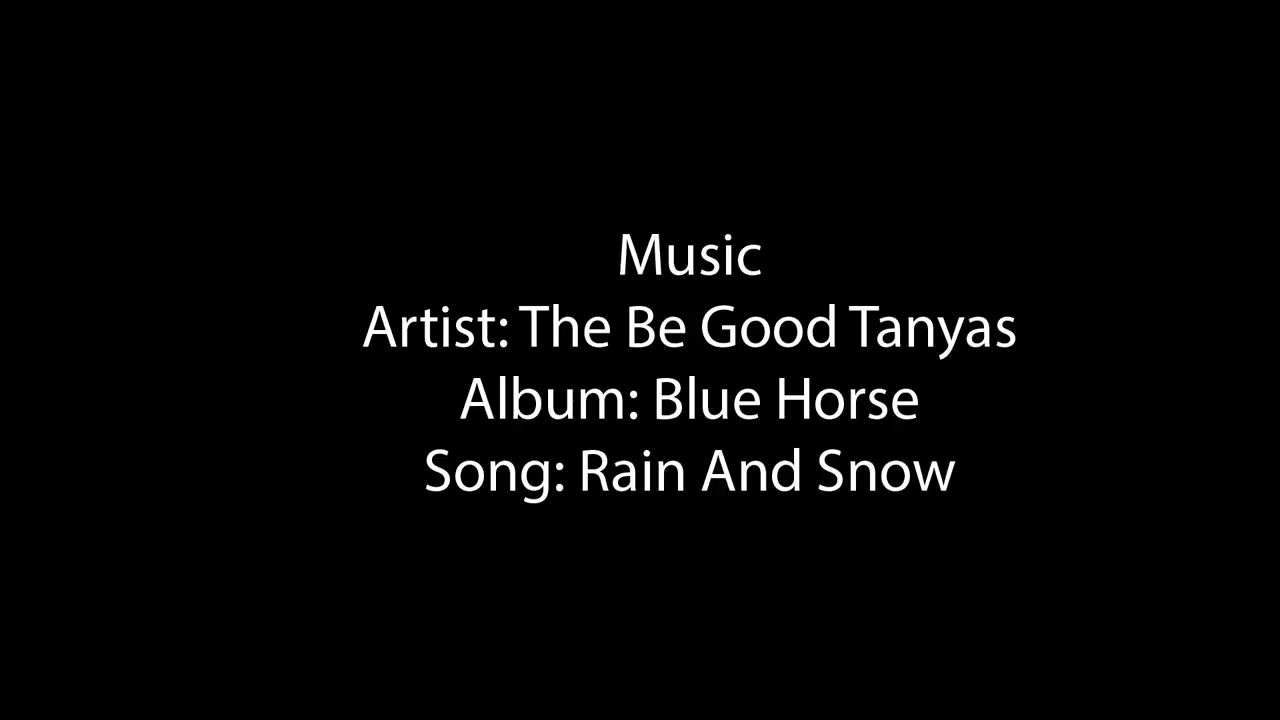 Music
Artist: The Be Good Tanyas
Album: Blue Horse
Song: Rain And Snow